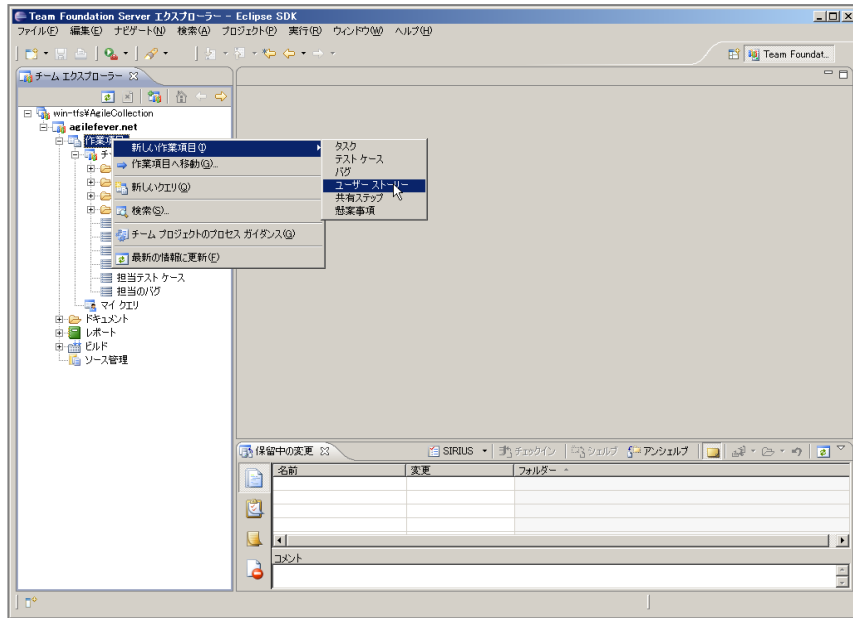 Team Foundation Server エクスプローラー - Eclipse SDK
ファイル(F) 編集(E) ナビゲート(N) 検索(A) プロジェクト(P) 実行(R) ウィンドウ(W) ヘルプ(H)
Team Foundat..
チーム エクスプローラー
win-tfs¥AgileCollection
agilefever.net
作業項目
新しい作業項目(I)
作業項目へ移動(G)...
新しいクエリ(Q)
検索(S)...
チーム プロジェクトのプロセス ガイダンス(G)
最新の情報に更新(F)
タスク
テスト ケース
バグ
ユーザー ストーリー
共有ステップ
懸案事項
担当テスト ケース
担当のバグ
マイ クエリ
ドキュメント
レポート
ビルド
ソース管理
保留中の変更
SIRIUS
チェックイン
シェルブ
アンシェルブ
名前 変更 フォルダー
コメント